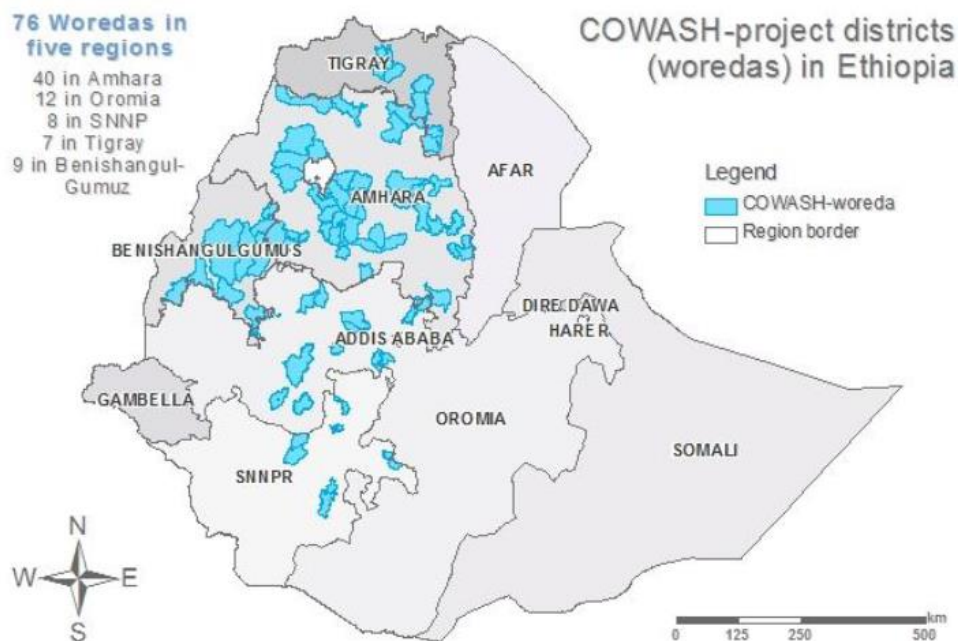 76 Woredas in
five regions
40 in Amhara
12 in Oromia
8 in SNNP
7 in Tigray
9 in Benishangul-
Gumuz
COWASH-project districts
(woredas) in Ethiopia
TIGRAY
AFAR
Legend
COWASH-woreda
Region border
AMHARA
BENISHANGULGUMUS
DIRE DAWA
HARER
ADDIS ABABA
GAMBELLA
OROMIA
SOMALI
SNNPR
N
W E
S
km
0 125 250 500